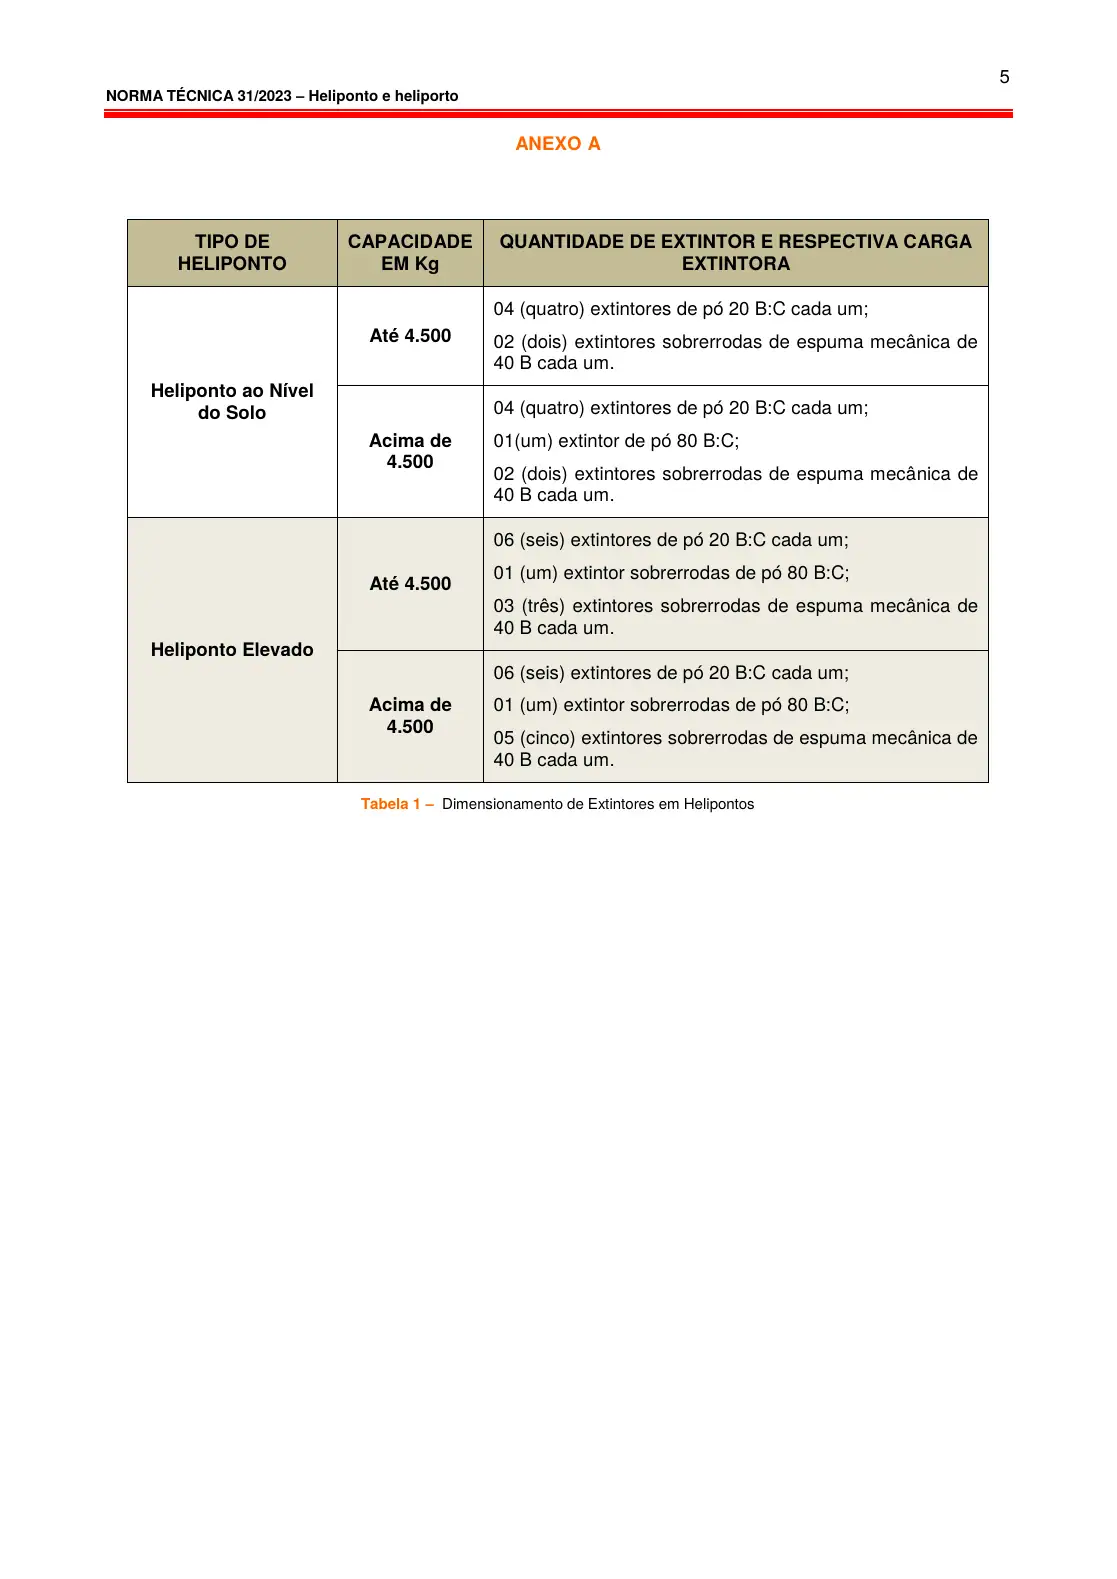 5
NORMA TÉCNICA 31/2023 – Heliponto e heliporto
ANEXO A
TIPO DE
HELIPONTO
CAPACIDADE
EM Kg
QUANTIDADE DE EXTINTOR E RESPECTIVA CARGA
EXTINTORA
Heliponto ao Nível
do Solo
Até 4.500
04 (quatro) extintores de pó 20 B:C cada um;
02 (dois) extintores sobrerrodas de espuma mecânica de
40 B cada um.
Acima de
4.500
04 (quatro) extintores de pó 20 B:C cada um;
01(um) extintor de pó 80 B:C;
02 (dois) extintores sobrerrodas de espuma mecânica de
40 B cada um.
Heliponto Elevado
Até 4.500
06 (seis) extintores de pó 20 B:C cada um;
01 (um) extintor sobrerrodas de pó 80 B:C;
03 (três) extintores sobrerrodas de espuma mecânica de
40 B cada um.
Acima de
4.500
06 (seis) extintores de pó 20 B:C cada um;
01 (um) extintor sobrerrodas de pó 80 B:C;
05 (cinco) extintores sobrerrodas de espuma mecânica de
40 B cada um.
Tabela 1 – Dimensionamento de Extintores em Helipontos